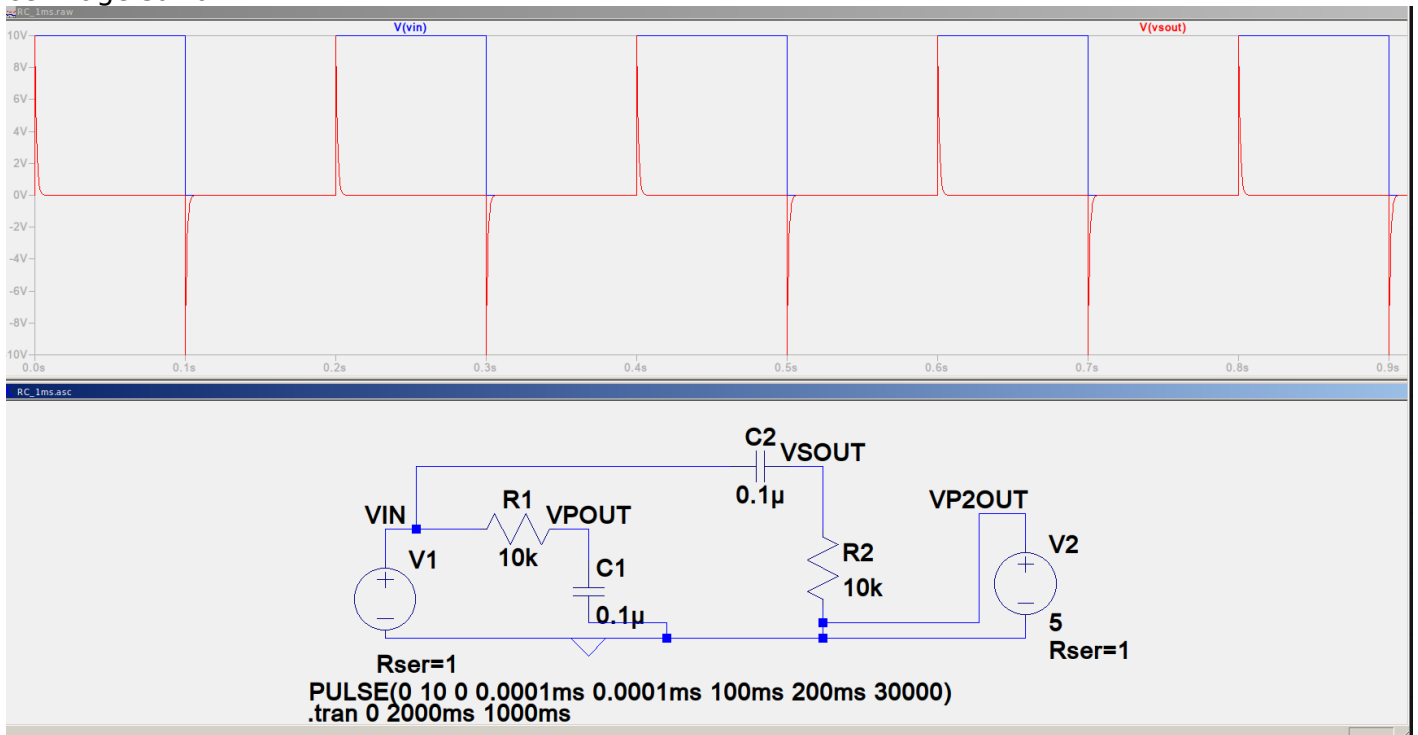 RC_1ms.raw
V(vin) V(vsout)
10V
8V
6V
4V
2V
0V
-2V
-4V
-6V
-8V
10V
0.0s 0.1s 0.2s 0.3s 0.4s 0.5s 0.6s 0.7s 0.8s 0.9s
RC_1ms.asc
C2 VSOUT
0.1µ
VIN R1 VPOUT VP2OUT
V1 10k C1 R2 V2
0.1µ 10k
5
Rser=1 Rser=1
PULSE(0 10 0 0.0001ms 0.0001ms 100ms 200ms 30000)
.tran 0 2000ms 1000ms